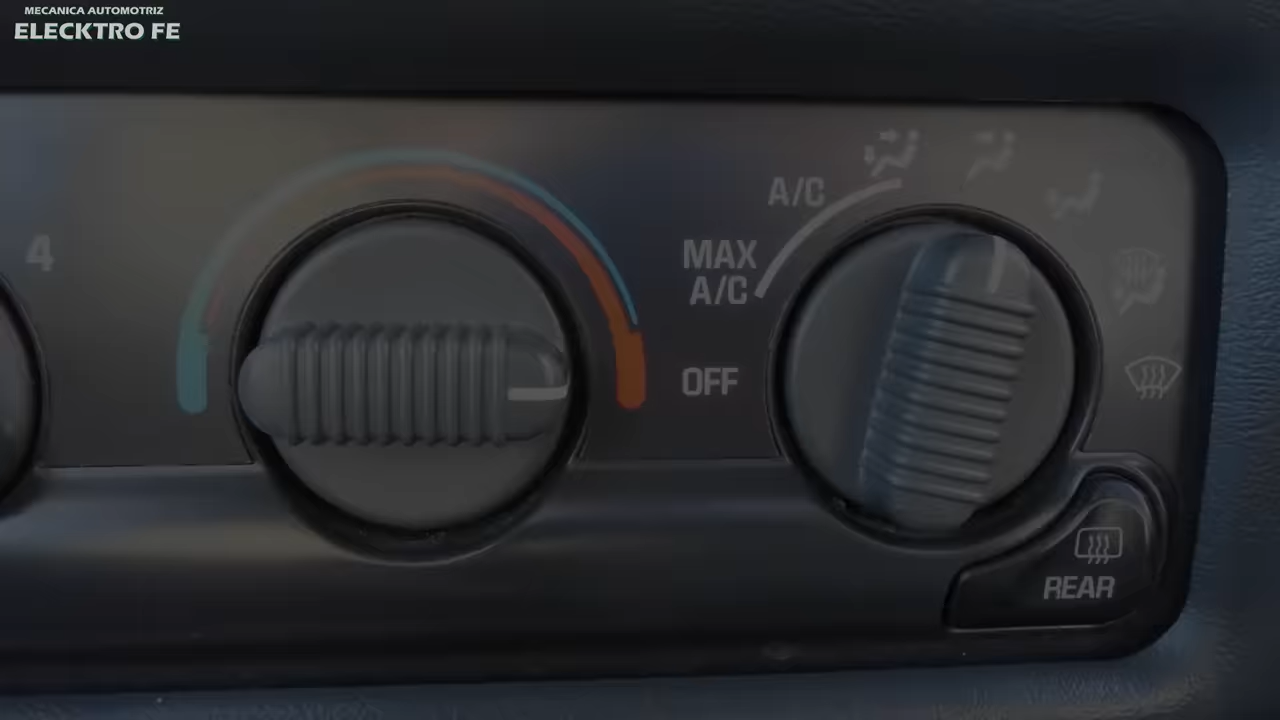 MECANICA AUTOMOTRIZ
ELECKTRO FE
4
A/C
MAX
A/C
OFF
REAR